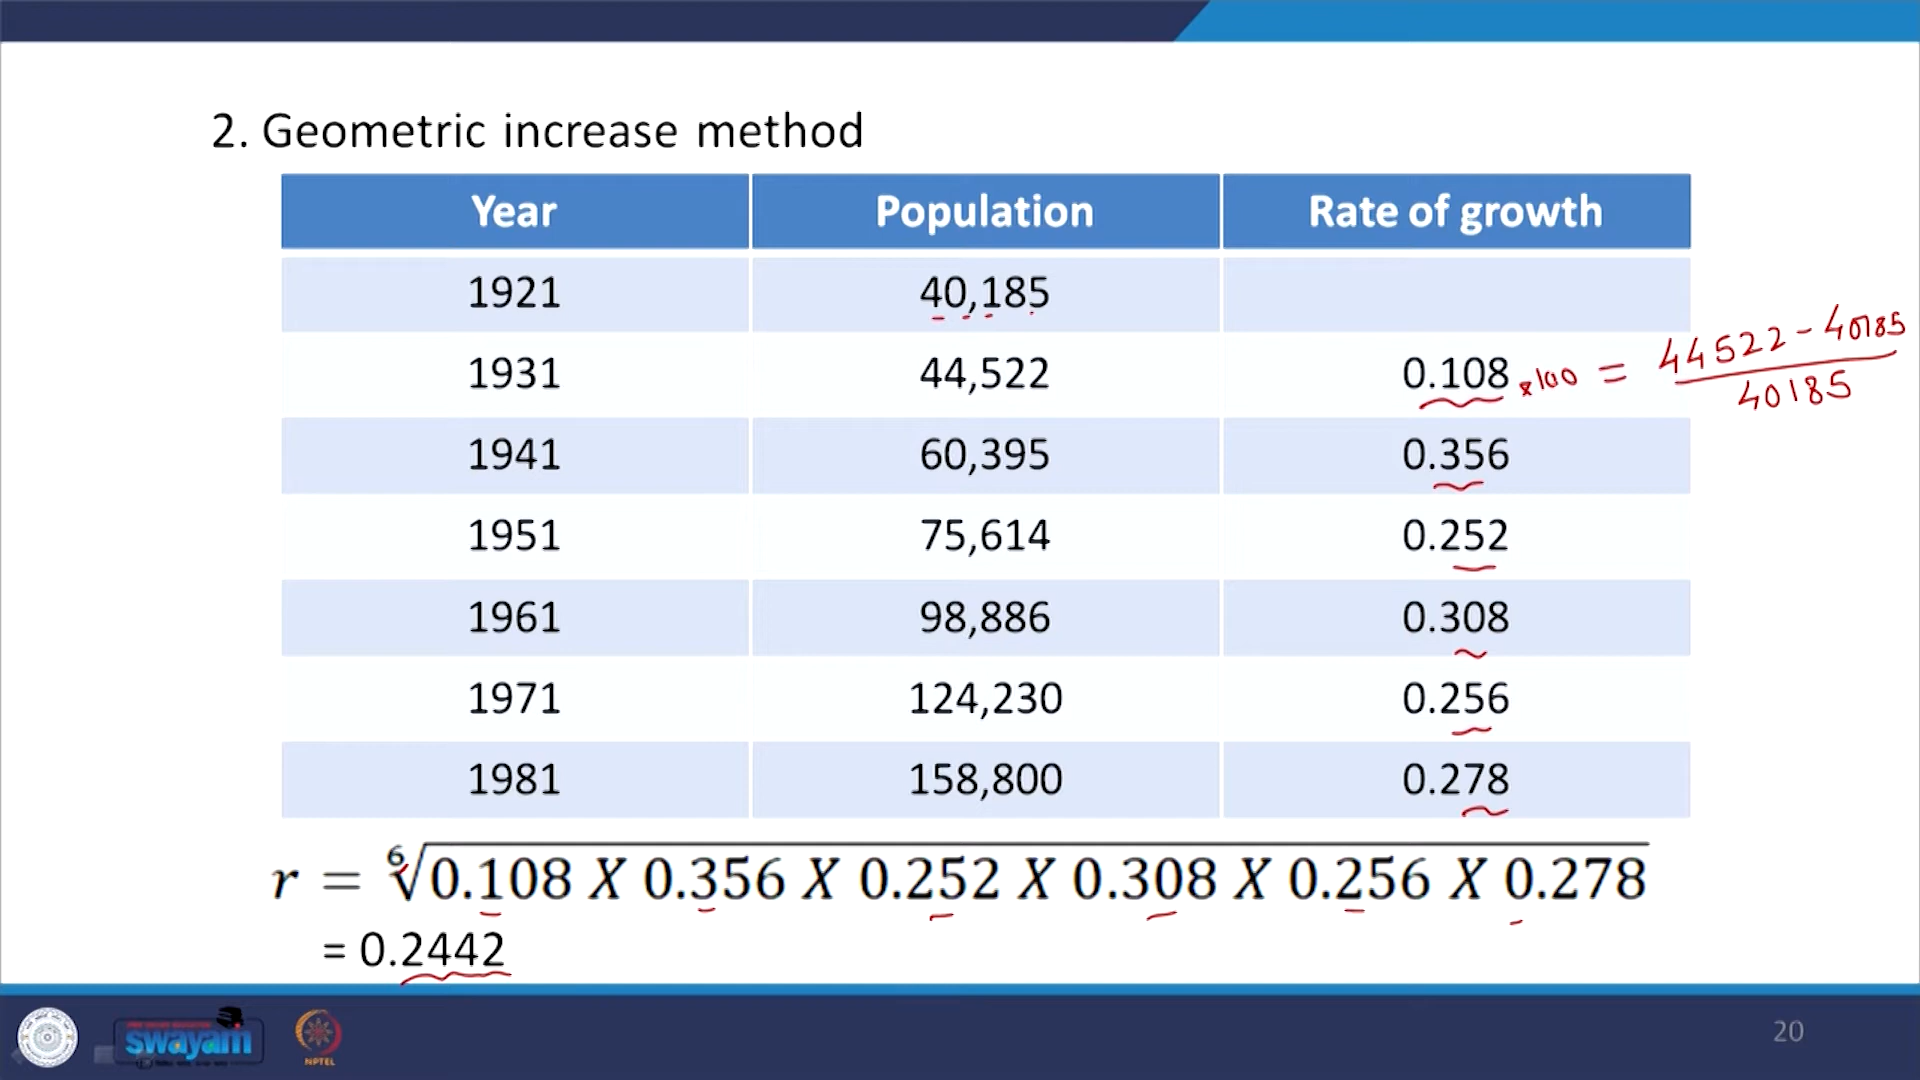 2. Geometric increase method
Year Population Rate of growth
1921 40,185
1931 44,522 0.108 x100 = 44522 - 40185
40185
1941 60,395 0.356
1951 75,614 0.252
1961 98,886 0.308
1971 124,230 0.256
1981 158,800 0.278
r = ⁶√0.108 X 0.356 X 0.252 X 0.308 X 0.256 X 0.278
= 0.2442
swayam
NPTEL
20